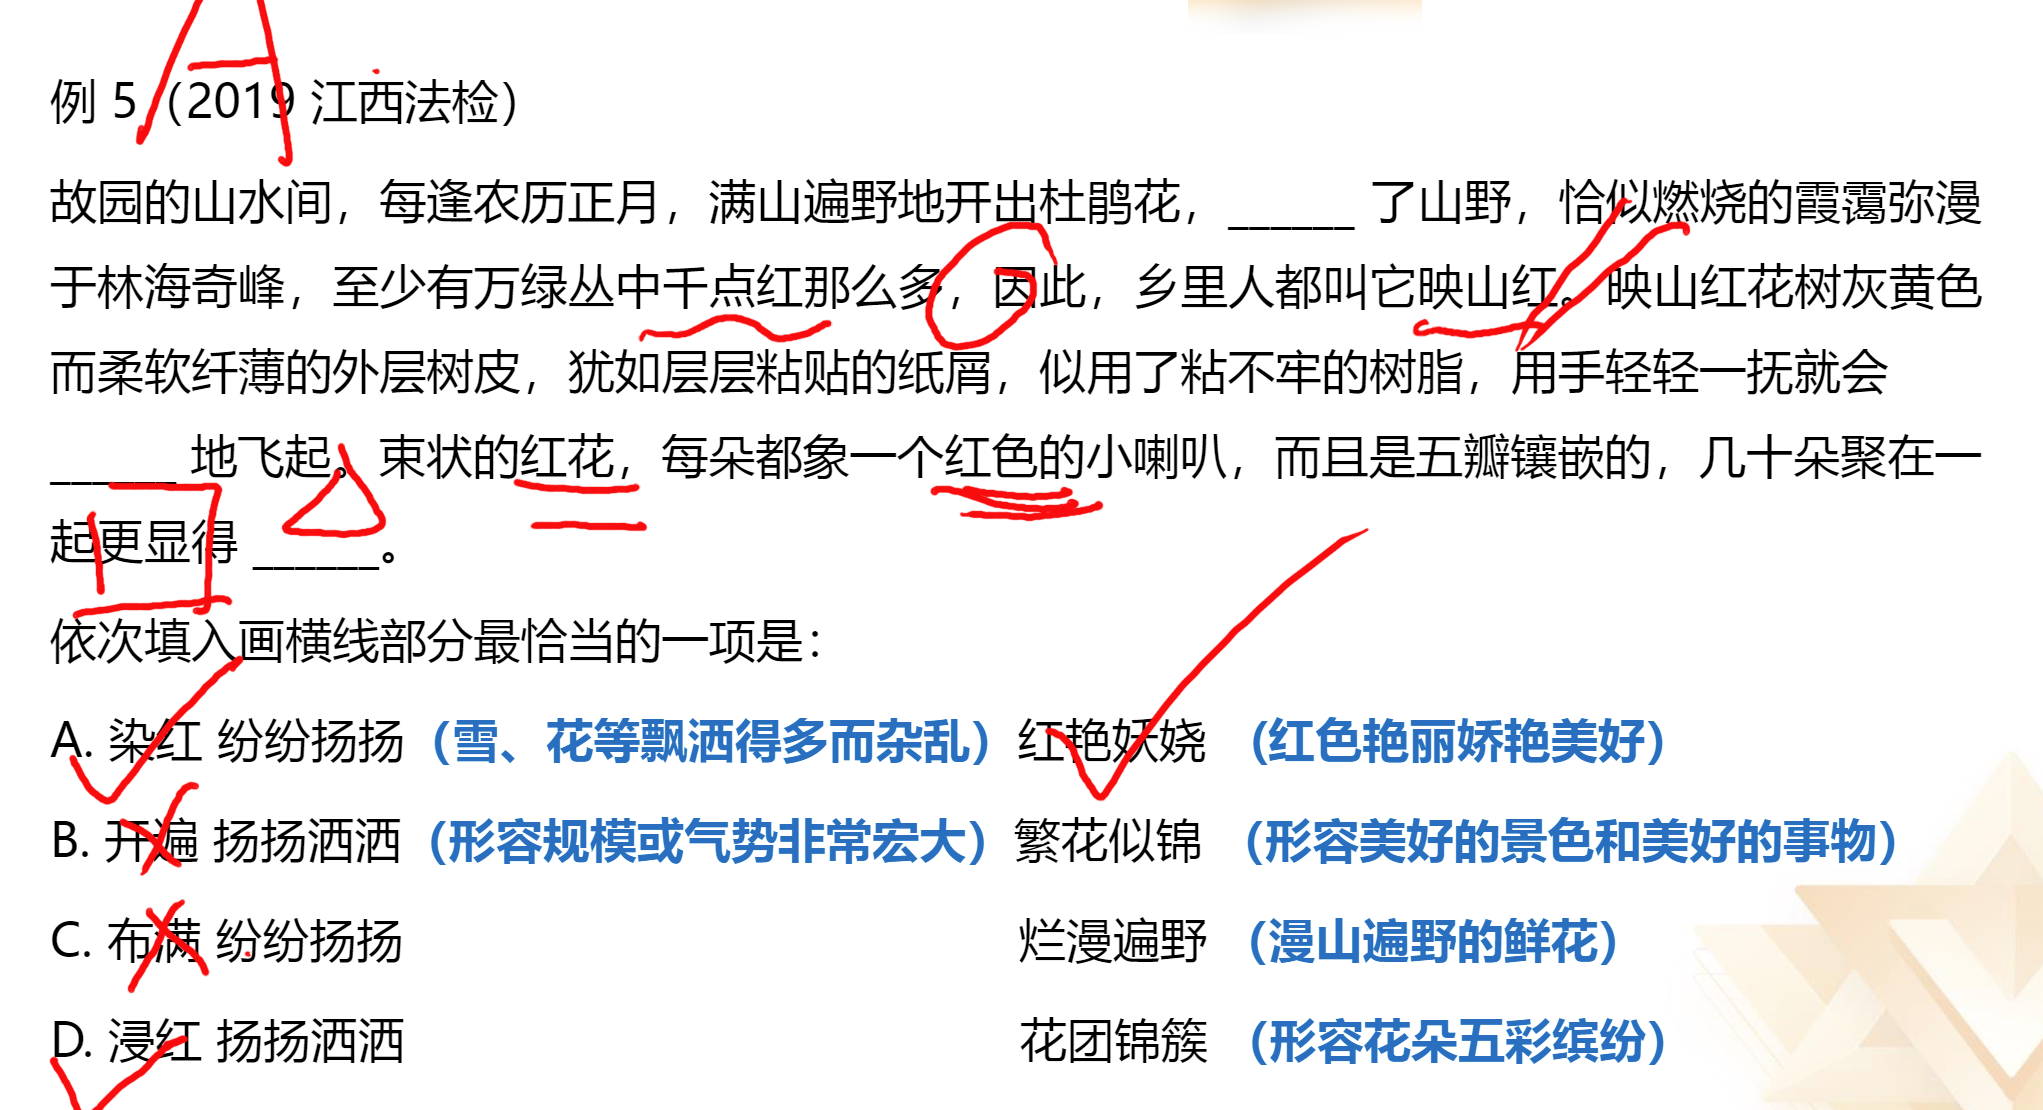 A
例 5（2019 江西法检）
故园的山水间，每逢农历正月，满山遍野地开出杜鹃花，______ 了山野，恰似燃烧的霞霭弥漫
于林海奇峰，至少有万绿丛中千点红那么多，因此，乡里人都叫它映山红。映山红花树灰黄色
而柔软纤薄的外层树皮，犹如层层粘贴的纸屑，似用了粘不牢的树脂，用手轻轻一抚就会
______ 地飞起。束状的红花，每朵都象一个红色的小喇叭，而且是五瓣镶嵌的，几十朵聚在一
起更显得 ______。
依次填入画横线部分最恰当的一项是：
A. 染红 纷纷扬扬（雪、花等飘洒得多而杂乱）红艳妖娆 （红色艳丽娇艳美好）
B. 开遍 扬扬洒洒（形容规模或气势非常宏大）繁花似锦 （形容美好的景色和美好的事物）
C. 布满 纷纷扬扬 烂漫遍野 （漫山遍野的鲜花）
D. 浸红 扬扬洒洒 花团锦簇 （形容花朵五彩缤纷）